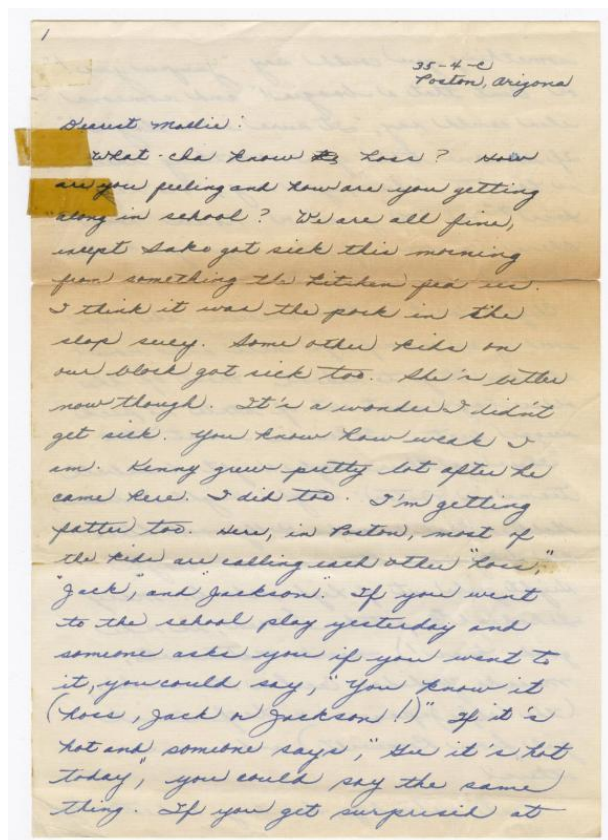 1
35-4-C
Poston, Arizona
Dearest Mollie:
What-cha know hoss? How
are you feeling and how are you getting
along in school? We are all fine,
except Sako got sick this morning
from something the kitchen fed us.
I think it was the pork in the
slop suey. Some other kids on
our block got sick too. She's better
now though. It's a wonder I didn't
get sick. You know how weak I
am. Kenny grew pretty lot after he
came here. I did too. I'm getting
fatter too. Here, in Poston, most of
the kids are calling each other "hoss,"
"Jack", and "Jackson". If you went
to the school play yesterday and
someone asks you if you went to
it, you could say, "You know it
(hoss, Jack or Jackson!)" If it's
hot and someone says, "Gee it's hot
today", you could say the same
thing. If you get surprised at